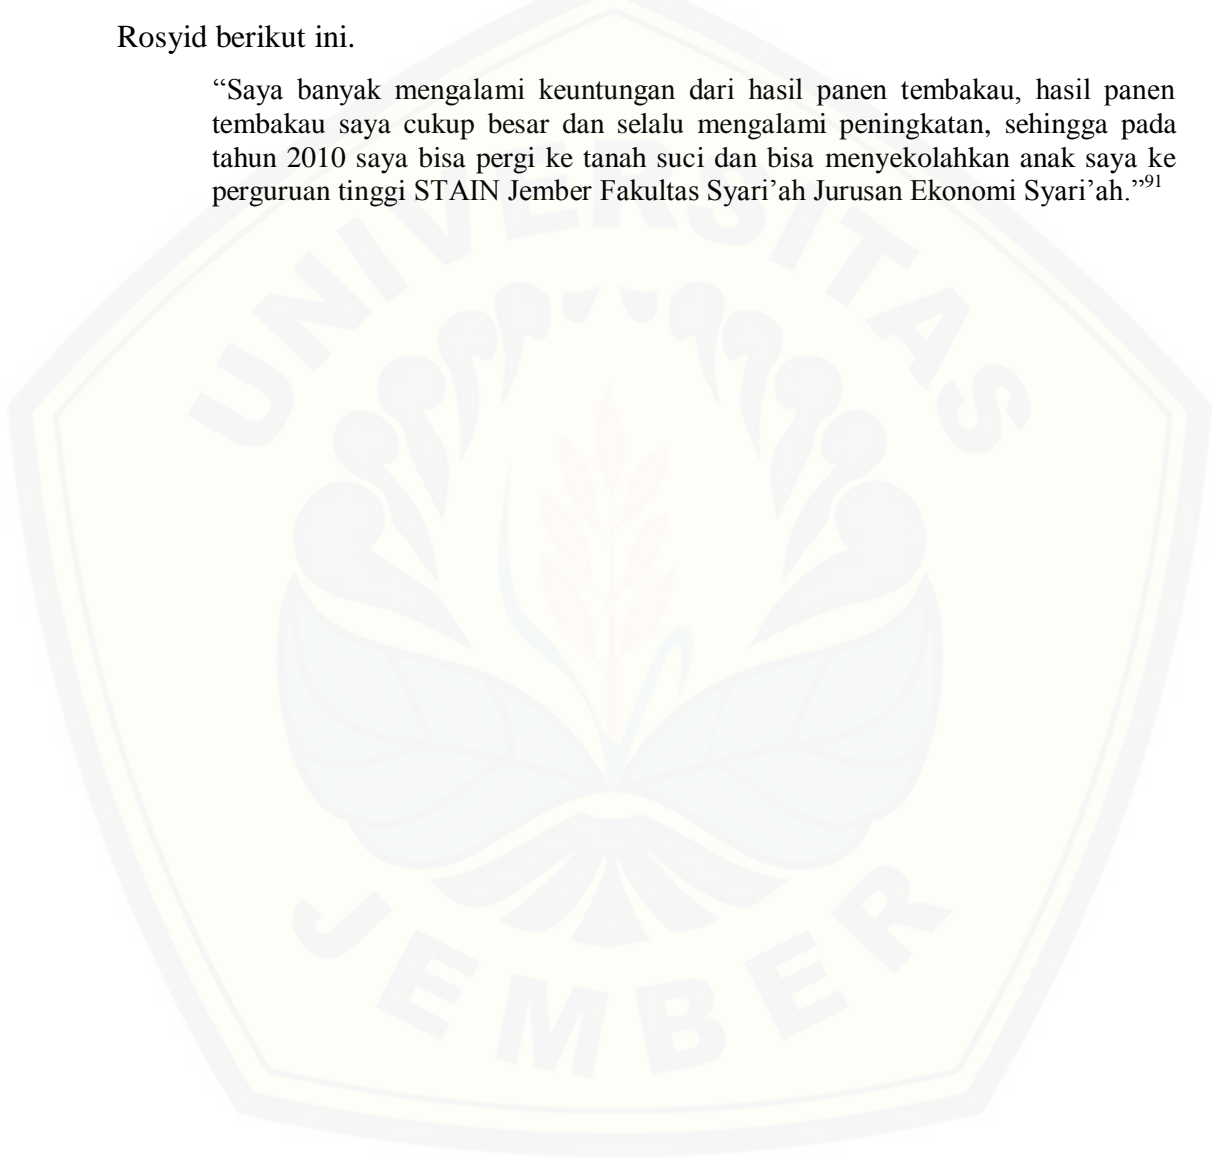 Rosyid berikut ini.
“Saya banyak mengalami keuntungan dari hasil panen tembakau, hasil panen
tembakau saya cukup besar dan selalu mengalami peningkatan, sehingga pada
tahun 2010 saya bisa pergi ke tanah suci dan bisa menyekolahkan anak saya ke
perguruan tinggi STAIN Jember Fakultas Syari’ah Jurusan Ekonomi Syari’ah.”91
UNIVERSITAS
JEMBER